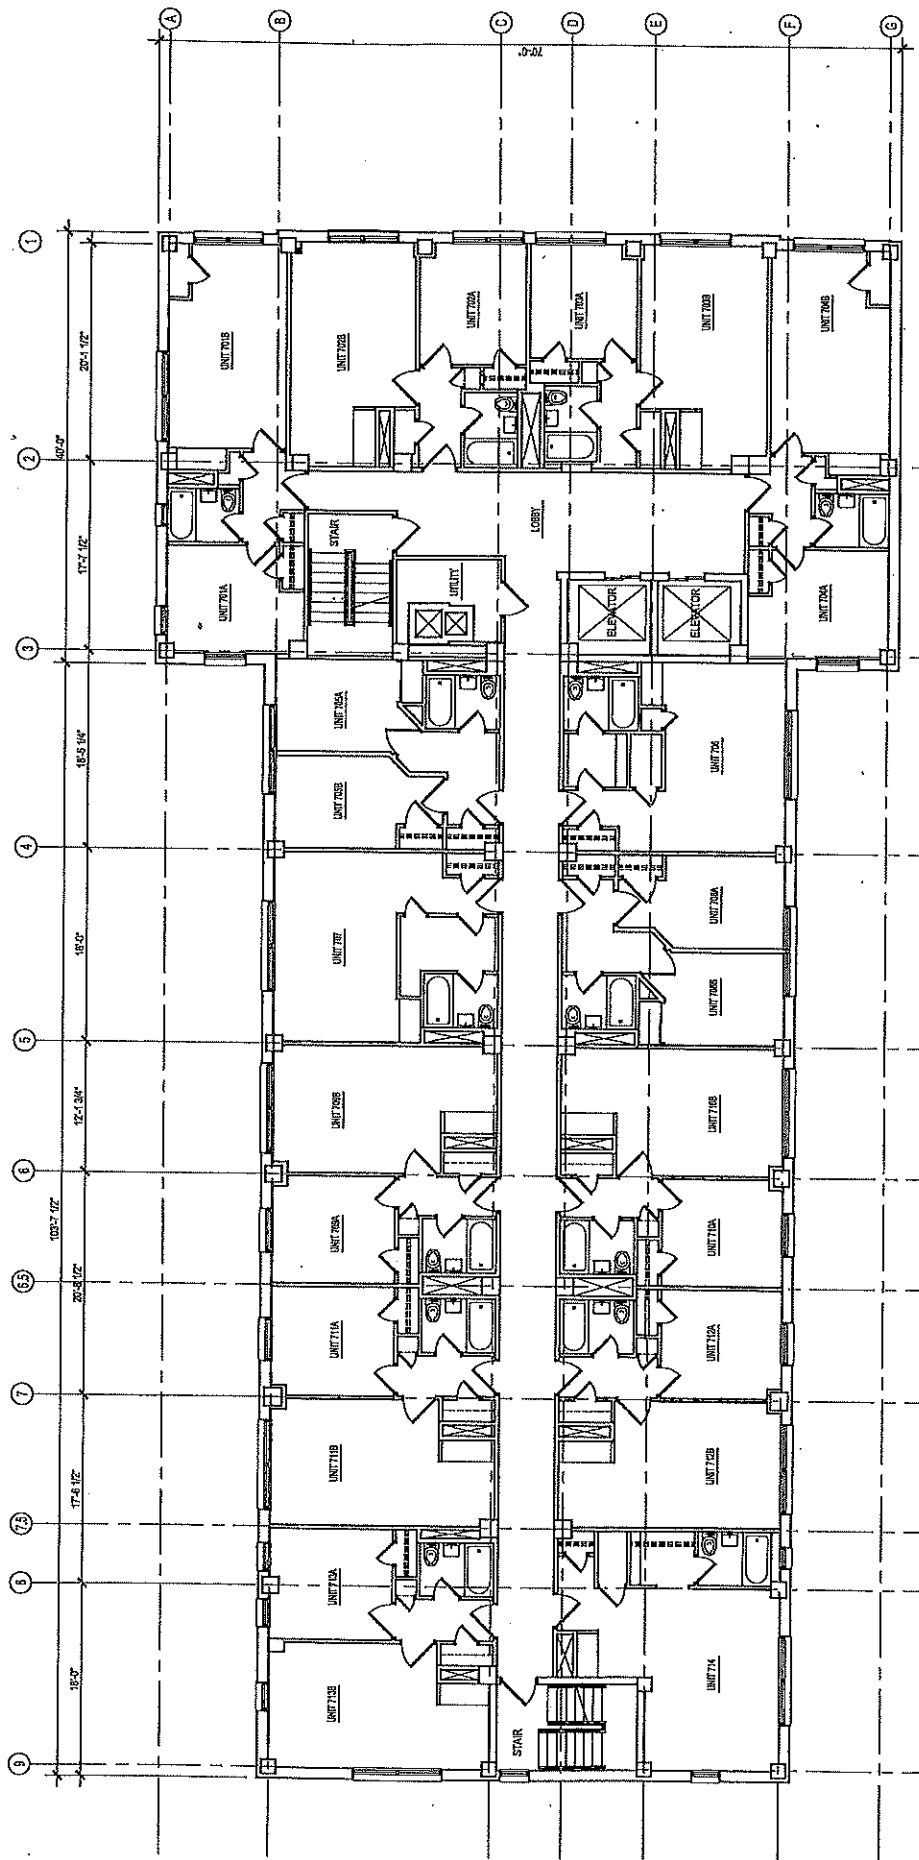 A
B
C
D
E
F
G
70'-0"
1
2
3
4
5
6
6.5
7
7.5
8
9
40'-0"
103'-7 1/2"
20'-1 1/2"
17'-7 1/2"
18'-5 1/4"
18'-0"
12'-1 3/4"
20'-8 1/2"
17'-6 1/2"
UNIT 701B
UNIT 702B
UNIT 702A
UNIT 703A
UNIT 703B
UNIT 704B
UNIT 701A
STAIR
UTILITY
LOBBY
ELEVATOR
ELEVATOR
UNIT 704A
UNIT 705A
UNIT 705B
UNIT 706
UNIT 707
UNIT 708A
UNIT 708B
UNIT 709B
UNIT 710B
UNIT 709A
UNIT 710A
UNIT 711A
UNIT 712A
UNIT 711B
UNIT 712B
UNIT 713A
UNIT 713B
STAIR
UNIT 714